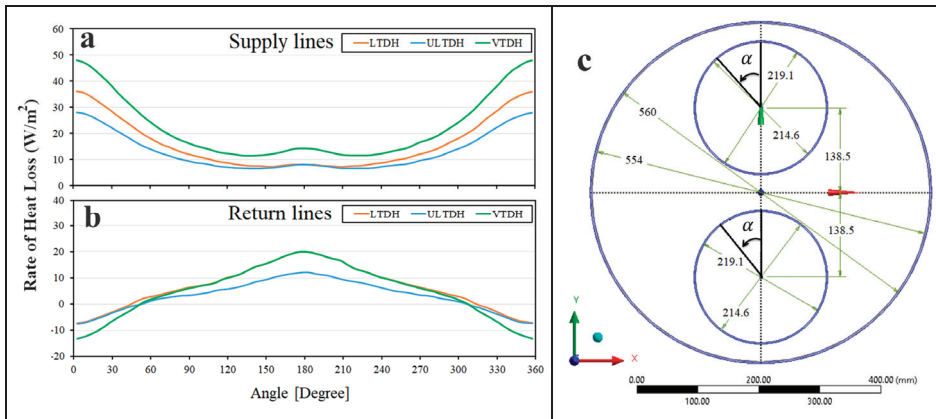 a
Supply lines
LTDH ULTDH VTDH
60
50
40
30
20
10
0
b
Return lines
LTDH ULTDH VTDH
40
30
20
10
0
-10
-20
0 30 60 90 120 150 180 210 240 270 300 330 360
Angle [Degree]
Rate of Heat Loss (W/m²)
c
α
219.1
560
214.6
138.5
554
138.5
α
219.1
214.6
Y
X
0.00 200.00 400.00 (mm)
100.00 300.00